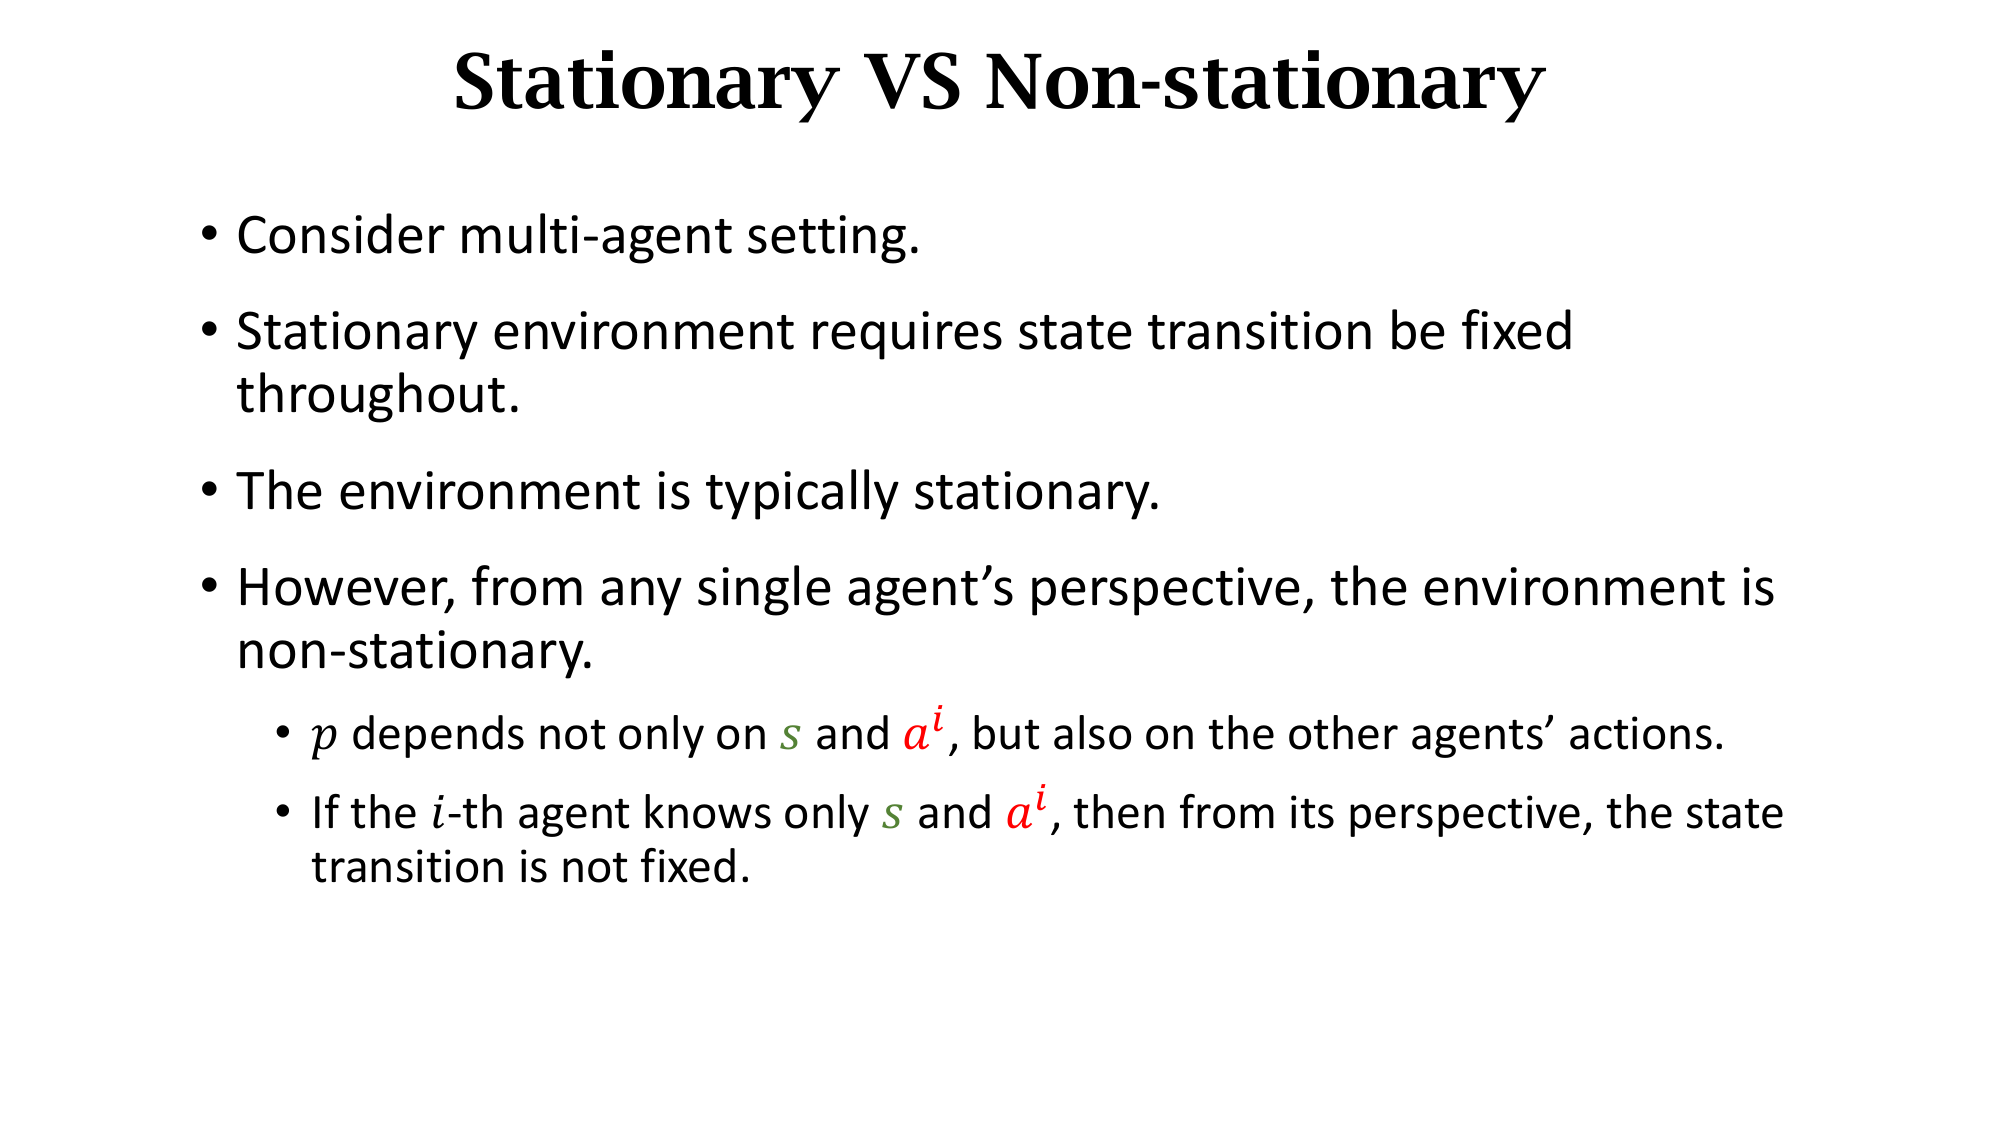 Stationary VS Non-stationary
• Consider multi-agent setting.
• Stationary environment requires state transition be fixed
throughout.
• The environment is typically stationary.
• However, from any single agent’s perspective, the environment is
non-stationary.
• 𝑝 depends not only on 𝑠 and 𝑎ⁱ, but also on the other agents’ actions.
• If the 𝑖-th agent knows only 𝑠 and 𝑎ⁱ, then from its perspective, the state
transition is not fixed.